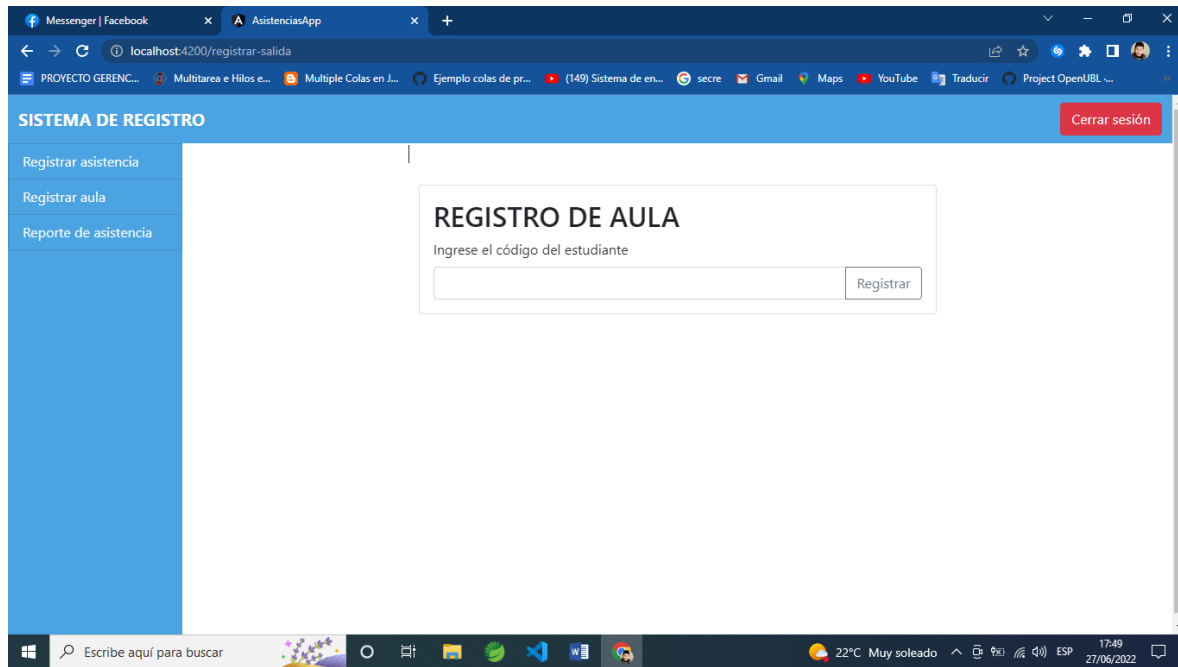 Messenger | Facebook
AsistenciasApp
localhost:4200/registrar-salida
PROYECTO GERENC...
Multitarea e Hilos e...
Multiple Colas en J...
Ejemplo colas de pr...
(149) Sistema de en...
secre
Gmail
Maps
YouTube
Traducir
Project OpenUBL -...
SISTEMA DE REGISTRO
Cerrar sesión
Registrar asistencia
Registrar aula
Reporte de asistencia
REGISTRO DE AULA
Ingrese el código del estudiante
Registrar
Escribe aquí para buscar
22°C Muy soleado
ESP
17:49
27/06/2022